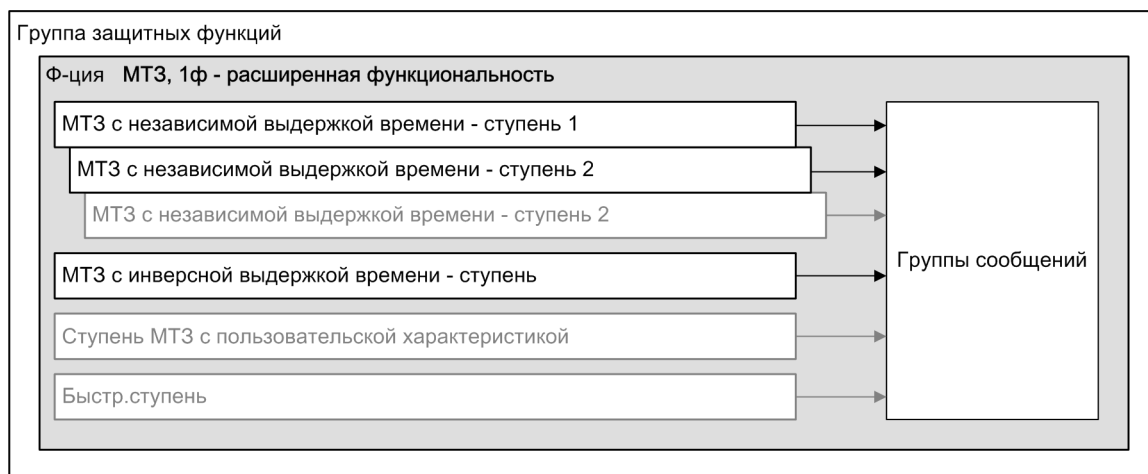 Группа защитных функций
Ф-ция МТЗ, 1ф - расширенная функциональность
МТЗ с независимой выдержкой времени - ступень 1
МТЗ с независимой выдержкой времени - ступень 2
МТЗ с независимой выдержкой времени - ступень 2
МТЗ с инверсной выдержкой времени - ступень
Ступень МТЗ с пользовательской характеристикой
Быстр.ступень
Группы сообщений